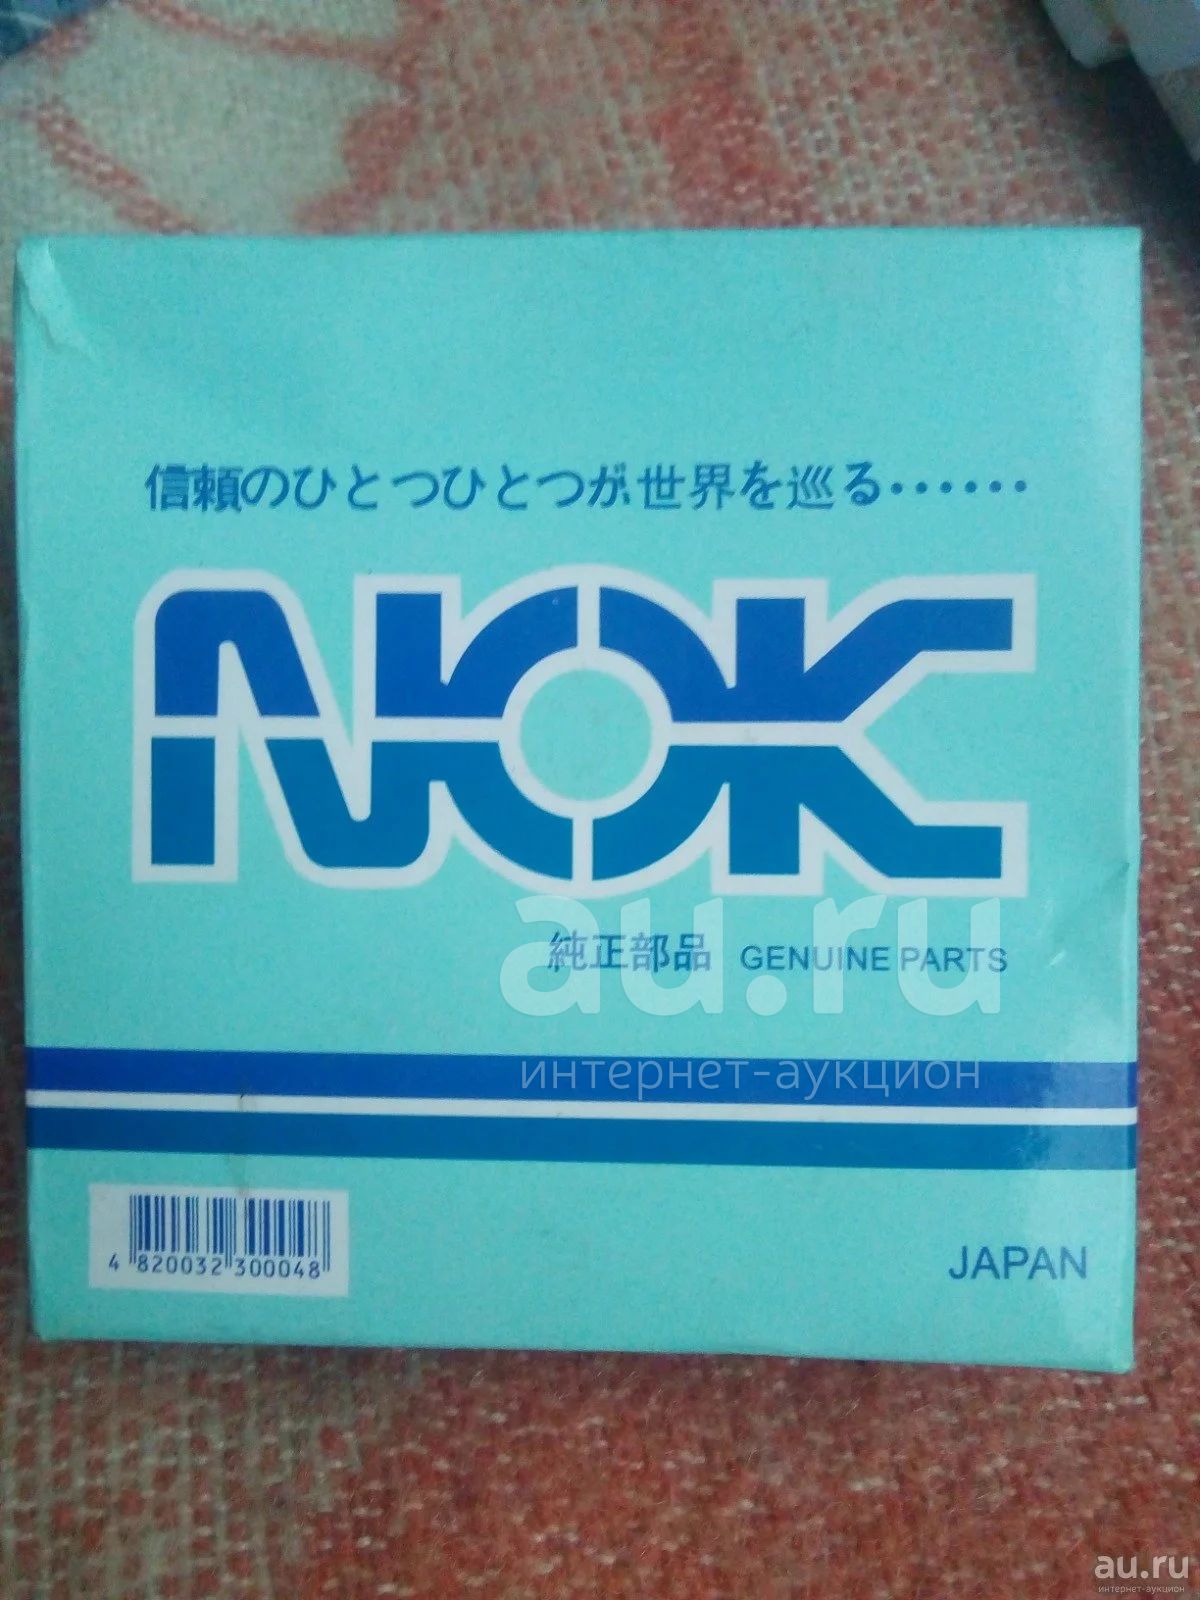 信頼のひとつひとつが世界を巡る······
NOK
純正部品 GENUINE PARTS
au.ru
интернет-аукцион
4 820032 300048
JAPAN
au.ru
интернет-аукцион